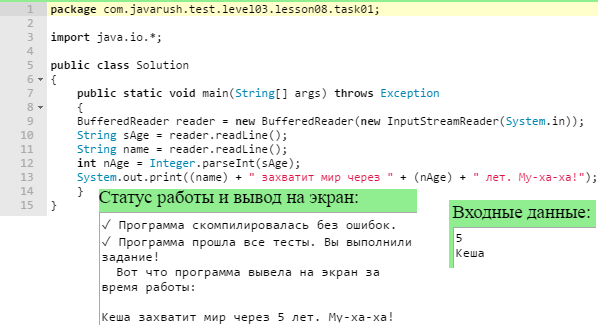 1 package com.javarush.test.level03.lesson08.task01;
2
3 import java.io.*;
4
5 public class Solution
6 {
7 public static void main(String[] args) throws Exception
8 {
9 BufferedReader reader = new BufferedReader(new InputStreamReader(System.in));
10 String sAge = reader.readLine();
11 String name = reader.readLine();
12 int nAge = Integer.parseInt(sAge);
13 System.out.print((name) + " захватит мир через " + (nAge) + " лет. Му-ха-ха!");
14 }
15 }
Статус работы и вывод на экран:
✓ Программа скомпилировалась без ошибок.
✓ Программа прошла все тесты. Вы выполнили
задание!
Вот что программа вывела на экран за
время работы:
Кеша захватит мир через 5 лет. Му-ха-ха!
Входные данные:
5
Кеша